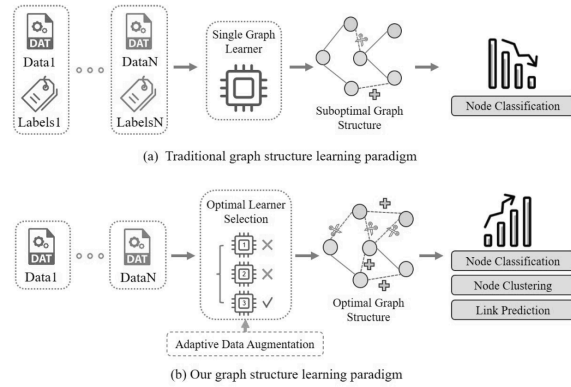 DAT
Data1
Labels1
DAT
DataN
LabelsN
Single Graph
Learner
Suboptimal Graph
Structure
Node Classification
(a) Traditional graph structure learning paradigm
DAT
Data1
DAT
DataN
Optimal Learner
Selection
1
2
3
Adaptive Data Augmentation
Optimal Graph
Structure
Node Classification
Node Clustering
Link Prediction
(b) Our graph structure learning paradigm